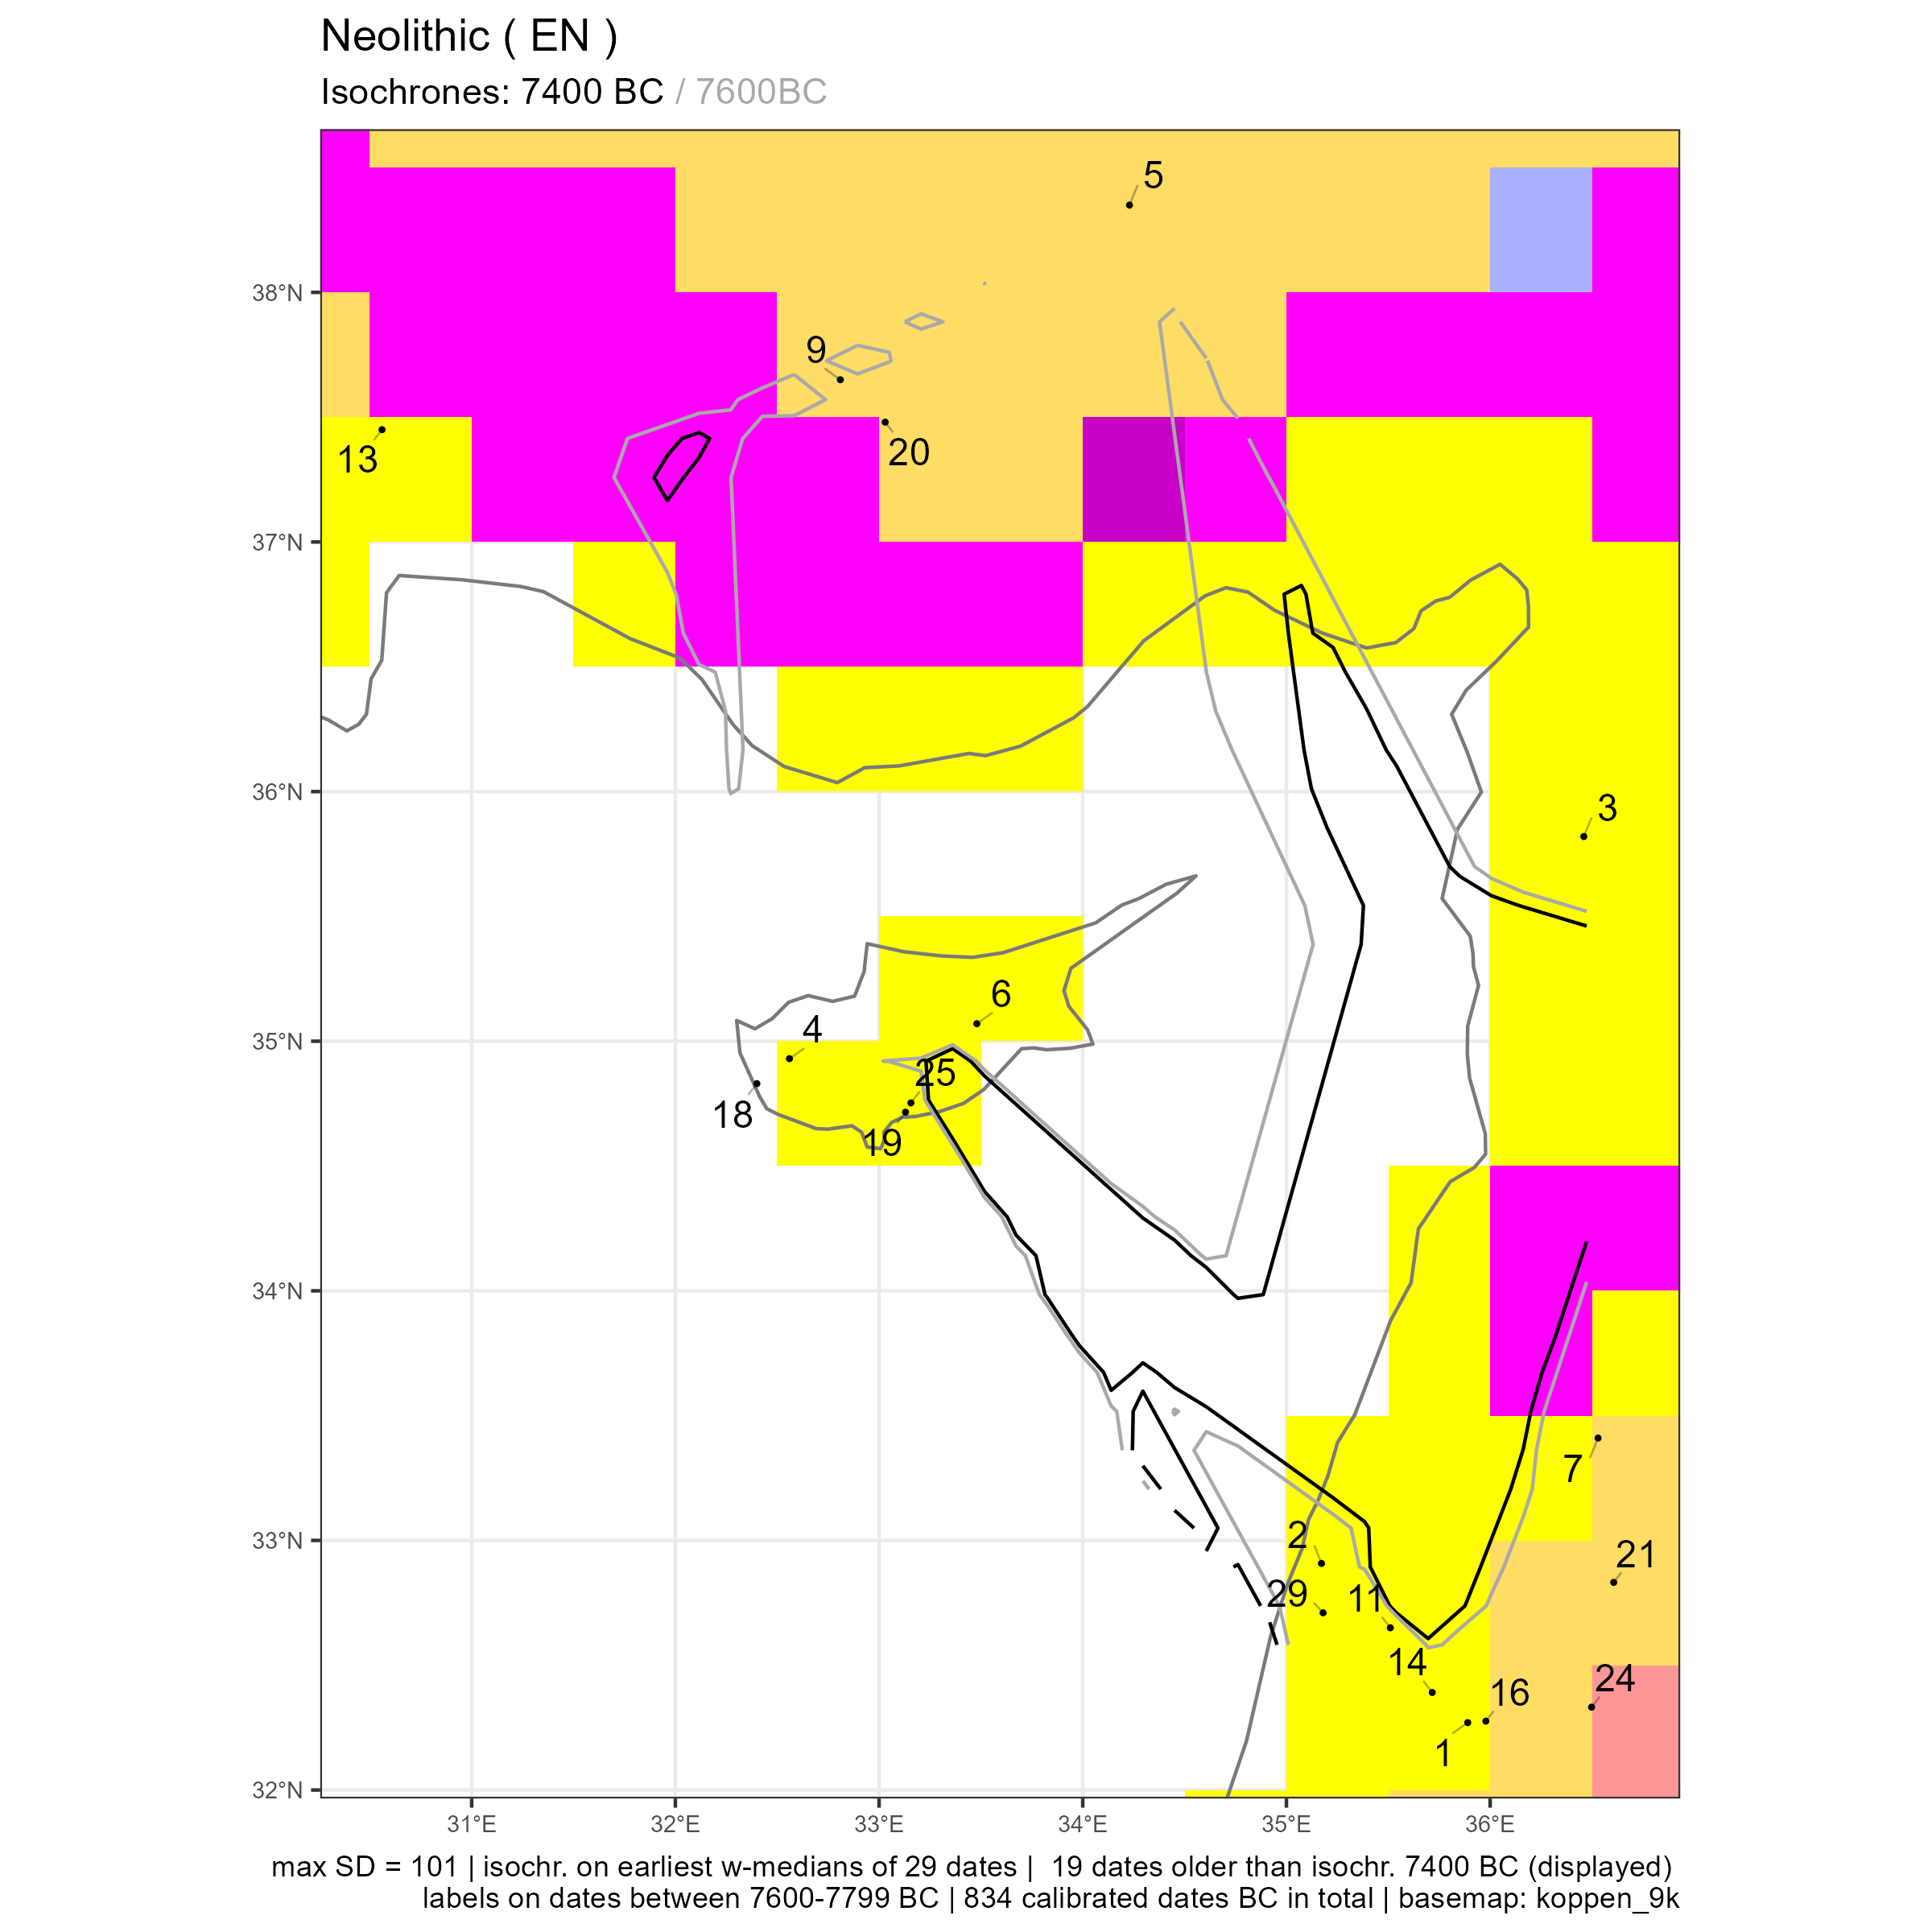 Neolithic ( EN )
Isochrones: 7400 BC / 7600BC
5
38°N
9
13
20
37°N
3
36°N
6
4
35°N
25
18
19
34°N
7
2
33°N
21
29
11
14
24
16
1
32°N
31°E 32°E 33°E 34°E 35°E 36°E
max SD = 101 | isochr. on earliest w-medians of 29 dates | 19 dates older than isochr. 7400 BC (displayed)
labels on dates between 7600-7799 BC | 834 calibrated dates BC in total | basemap: koppen_9k